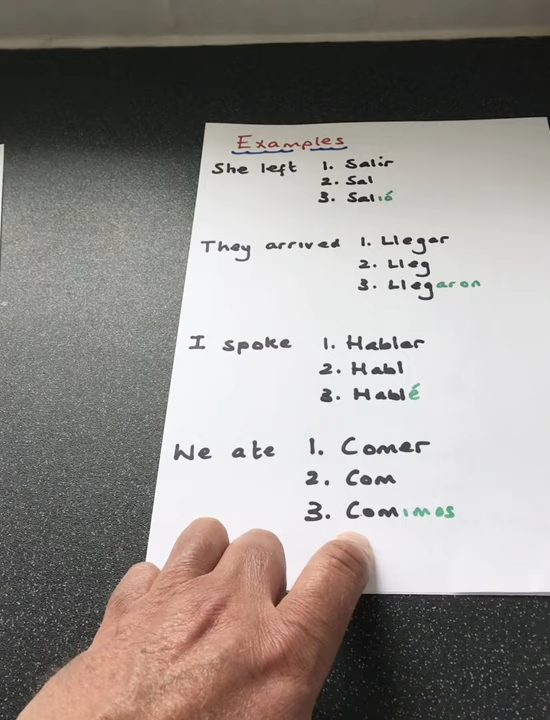 Examples
She left 1. Salir
2. Sal
3. Salió
They arrived 1. Llegar
2. Lleg
3. Llegaron
I spoke 1. Hablar
2. Habl
3. Hablé
We ate 1. Comer
2. Com
3. Comimos